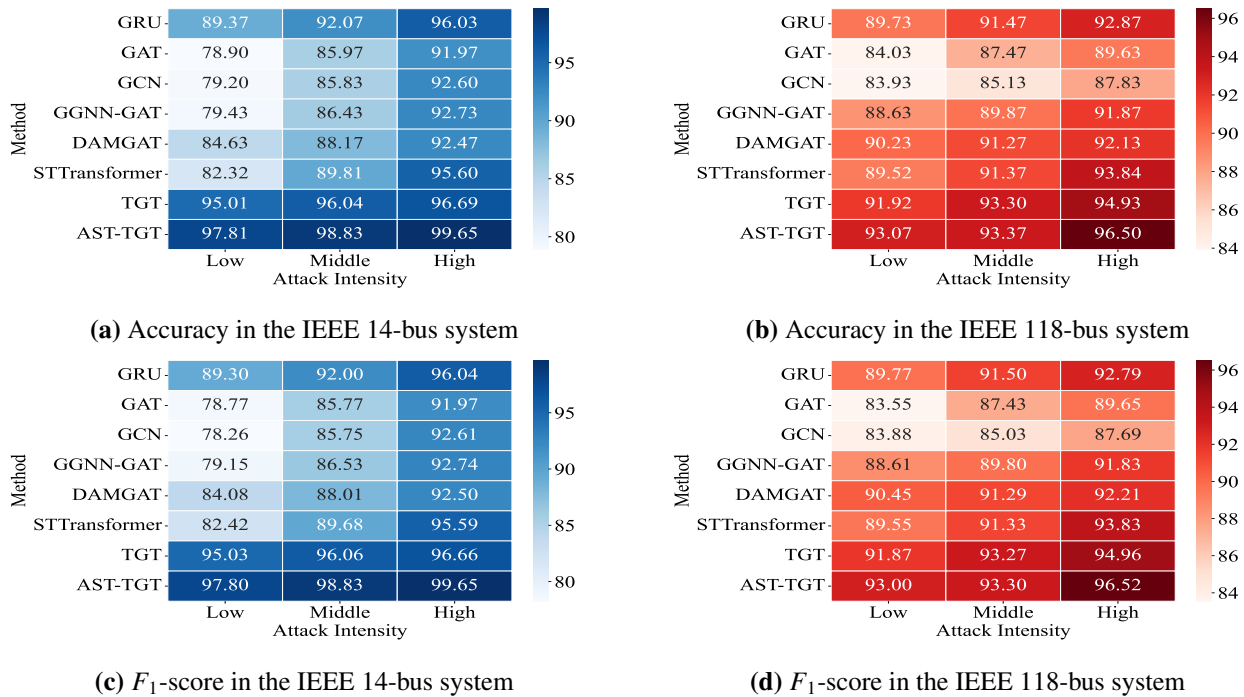 GRU 89.37 92.07 96.03
GAT 78.90 85.97 91.97
GCN 79.20 85.83 92.60
GGNN-GAT 79.43 86.43 92.73
DAMGAT 84.63 88.17 92.47
STTransformer 82.32 89.81 95.60
TGT 95.01 96.04 96.69
AST-TGT 97.81 98.83 99.65
Low Middle High
Attack Intensity
Method
95
90
85
80
(a) Accuracy in the IEEE 14-bus system
GRU 89.73 91.47 92.87
GAT 84.03 87.47 89.63
GCN 83.93 85.13 87.83
GGNN-GAT 88.63 89.87 91.87
DAMGAT 90.23 91.27 92.13
STTransformer 89.52 91.37 93.84
TGT 91.92 93.30 94.93
AST-TGT 93.07 93.37 96.50
Low Middle High
Attack Intensity
Method
96
94
92
90
88
86
84
(b) Accuracy in the IEEE 118-bus system
GRU 89.30 92.00 96.04
GAT 78.77 85.77 91.97
GCN 78.26 85.75 92.61
GGNN-GAT 79.15 86.53 92.74
DAMGAT 84.08 88.01 92.50
STTransformer 82.42 89.68 95.59
TGT 95.03 96.06 96.66
AST-TGT 97.80 98.83 99.65
Low Middle High
Attack Intensity
Method
95
90
85
80
(c) F₁-score in the IEEE 14-bus system
GRU 89.77 91.50 92.79
GAT 83.55 87.43 89.65
GCN 83.88 85.03 87.69
GGNN-GAT 88.61 89.80 91.83
DAMGAT 90.45 91.29 92.21
STTransformer 89.55 91.33 93.83
TGT 91.87 93.27 94.96
AST-TGT 93.00 93.30 96.52
Low Middle High
Attack Intensity
Method
96
94
92
90
88
86
84
(d) F₁-score in the IEEE 118-bus system